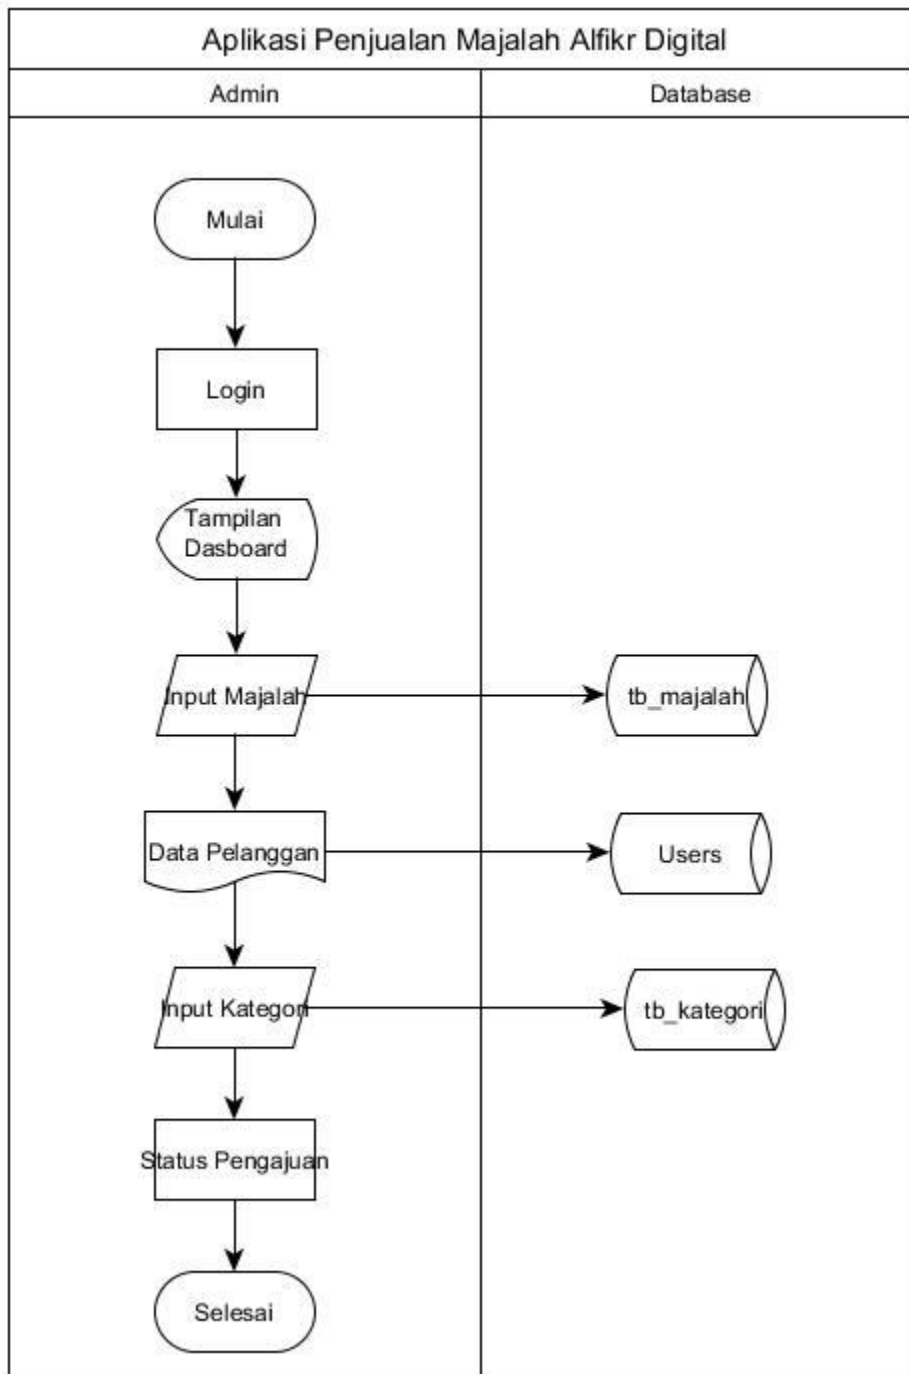 Aplikasi Penjualan Majalah Alfikr Digital
Admin
Database
Mulai
Login
Tampilan
Dasboard
Input Majalah
tb_majalah
Data Pelanggan
Users
Input Kategori
tb_kategori
Status Pengajuan
Selesai